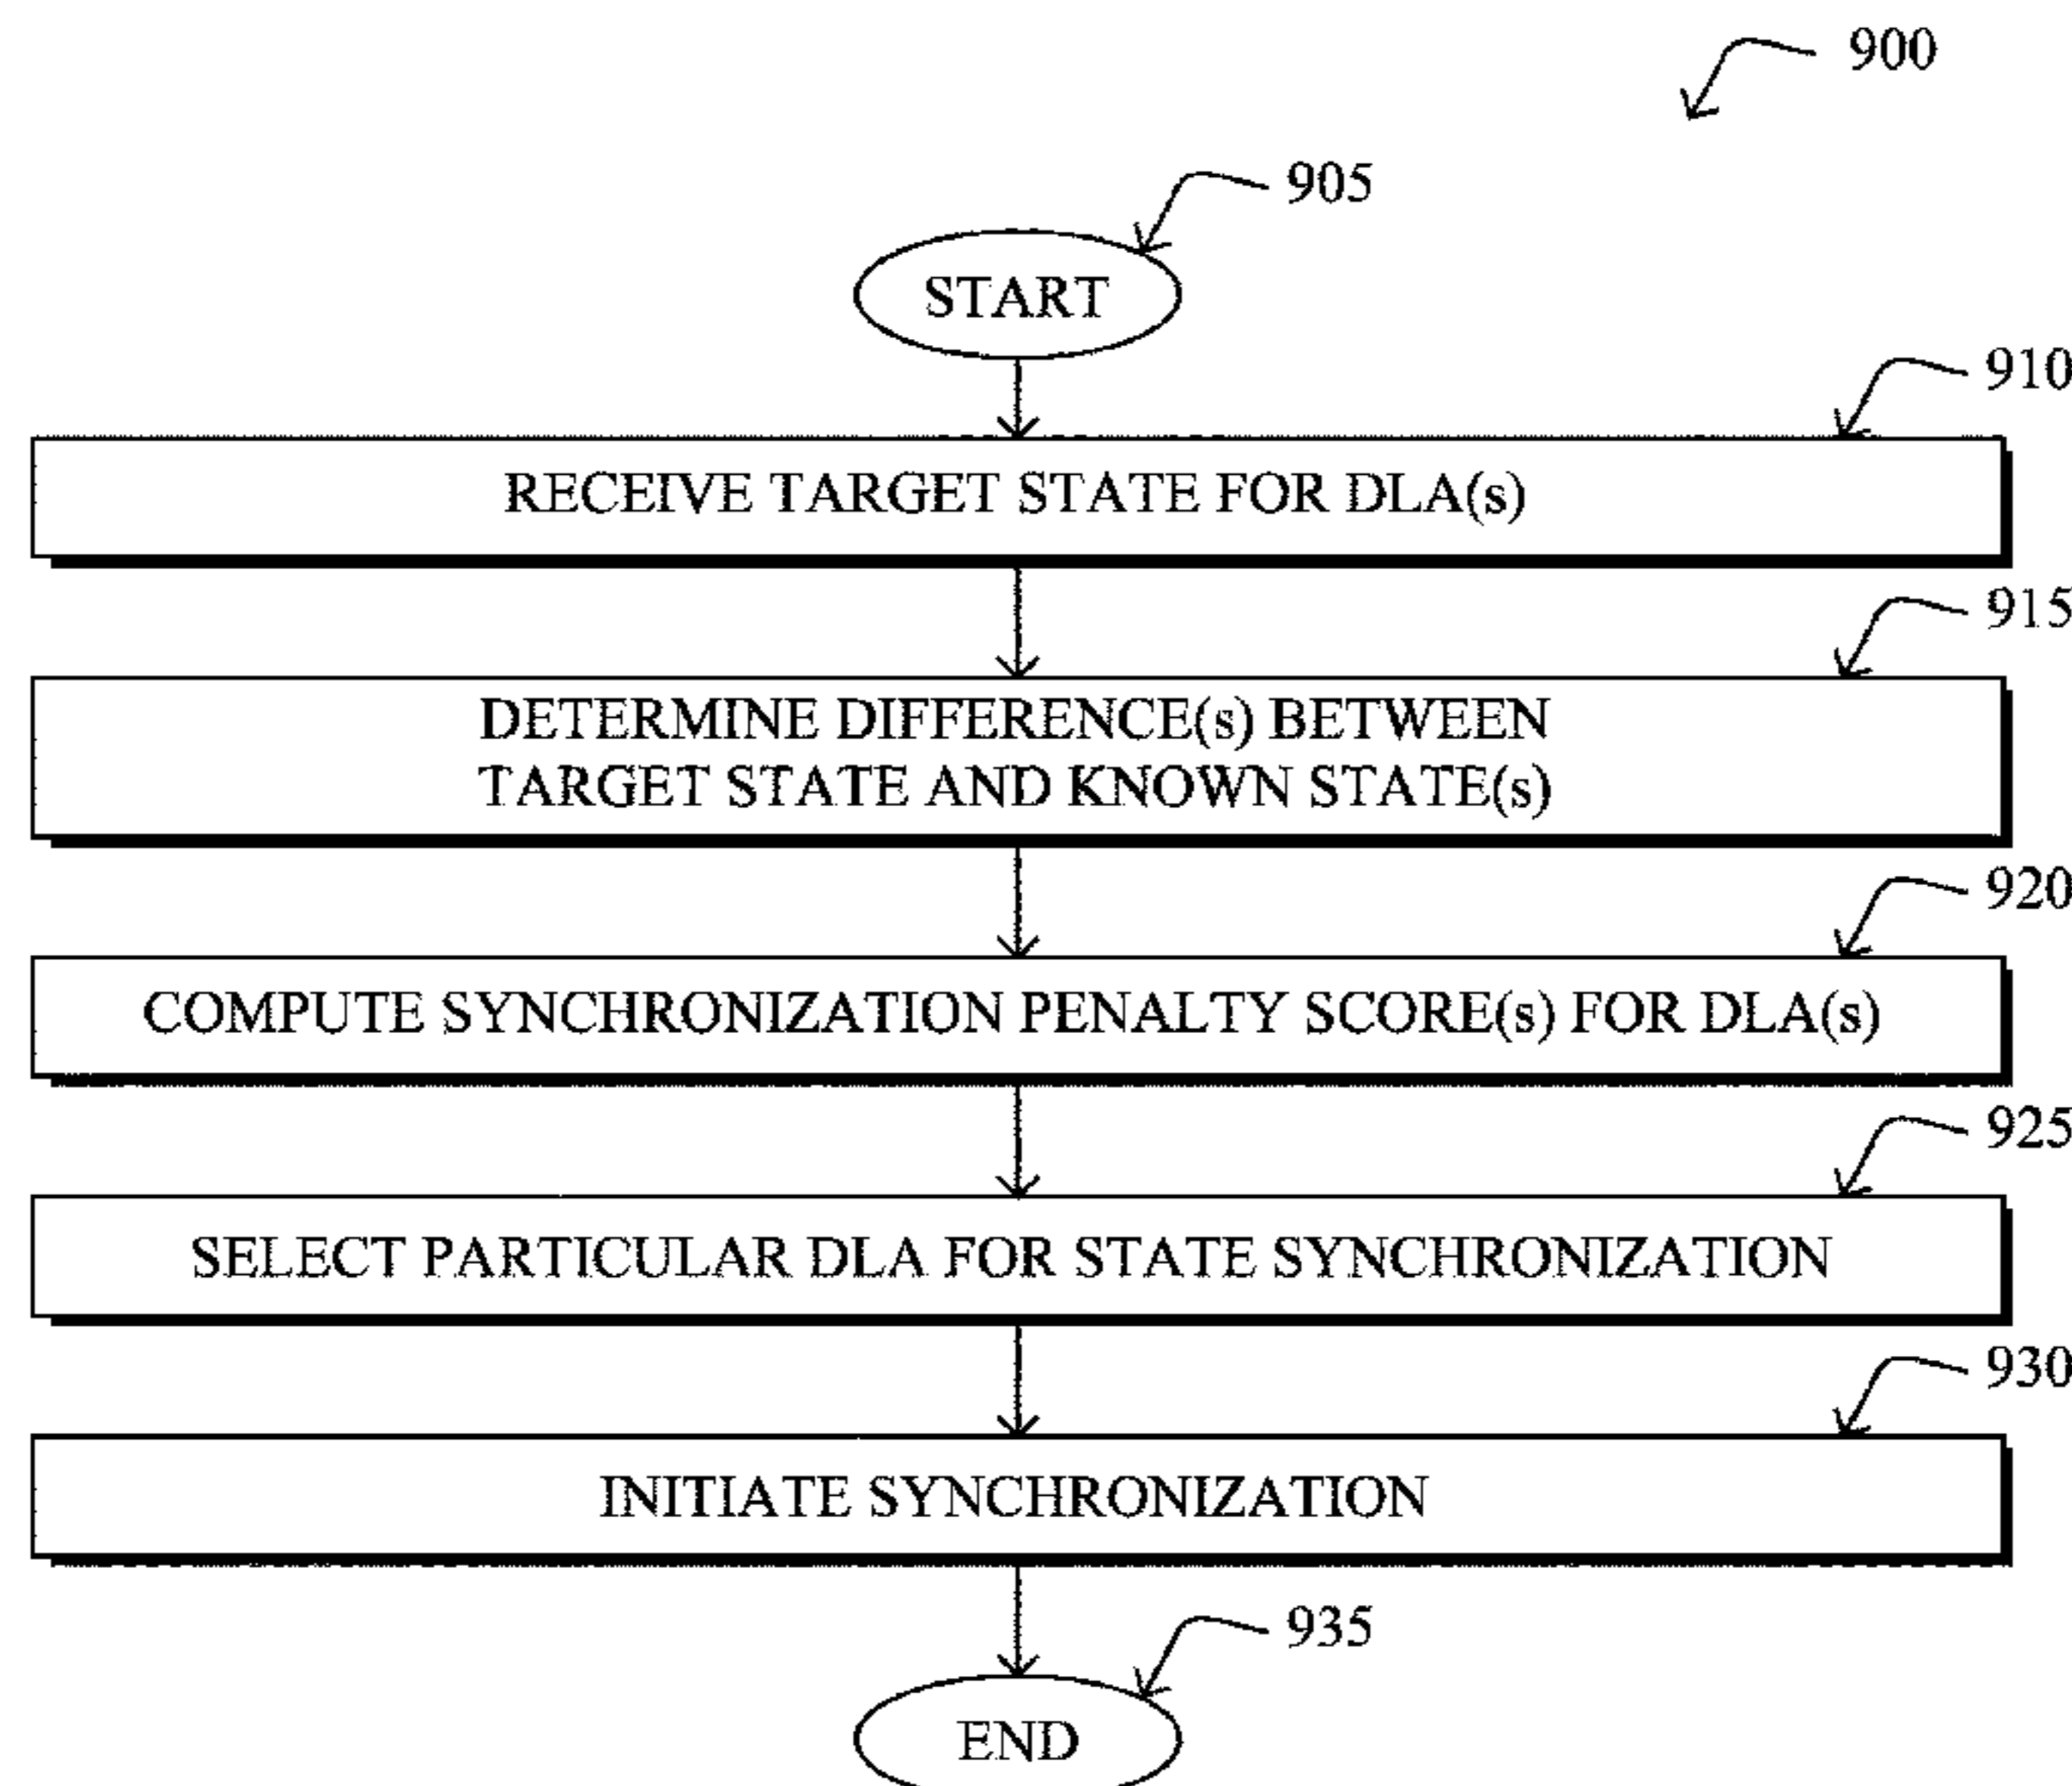 900
905
START
910
RECEIVE TARGET STATE FOR DLA(s)
915
DETERMINE DIFFERENCE(s) BETWEEN
TARGET STATE AND KNOWN STATE(s)
920
COMPUTE SYNCHRONIZATION PENALTY SCORE(s) FOR DLA(s)
925
SELECT PARTICULAR DLA FOR STATE SYNCHRONIZATION
930
INITIATE SYNCHRONIZATION
935
END